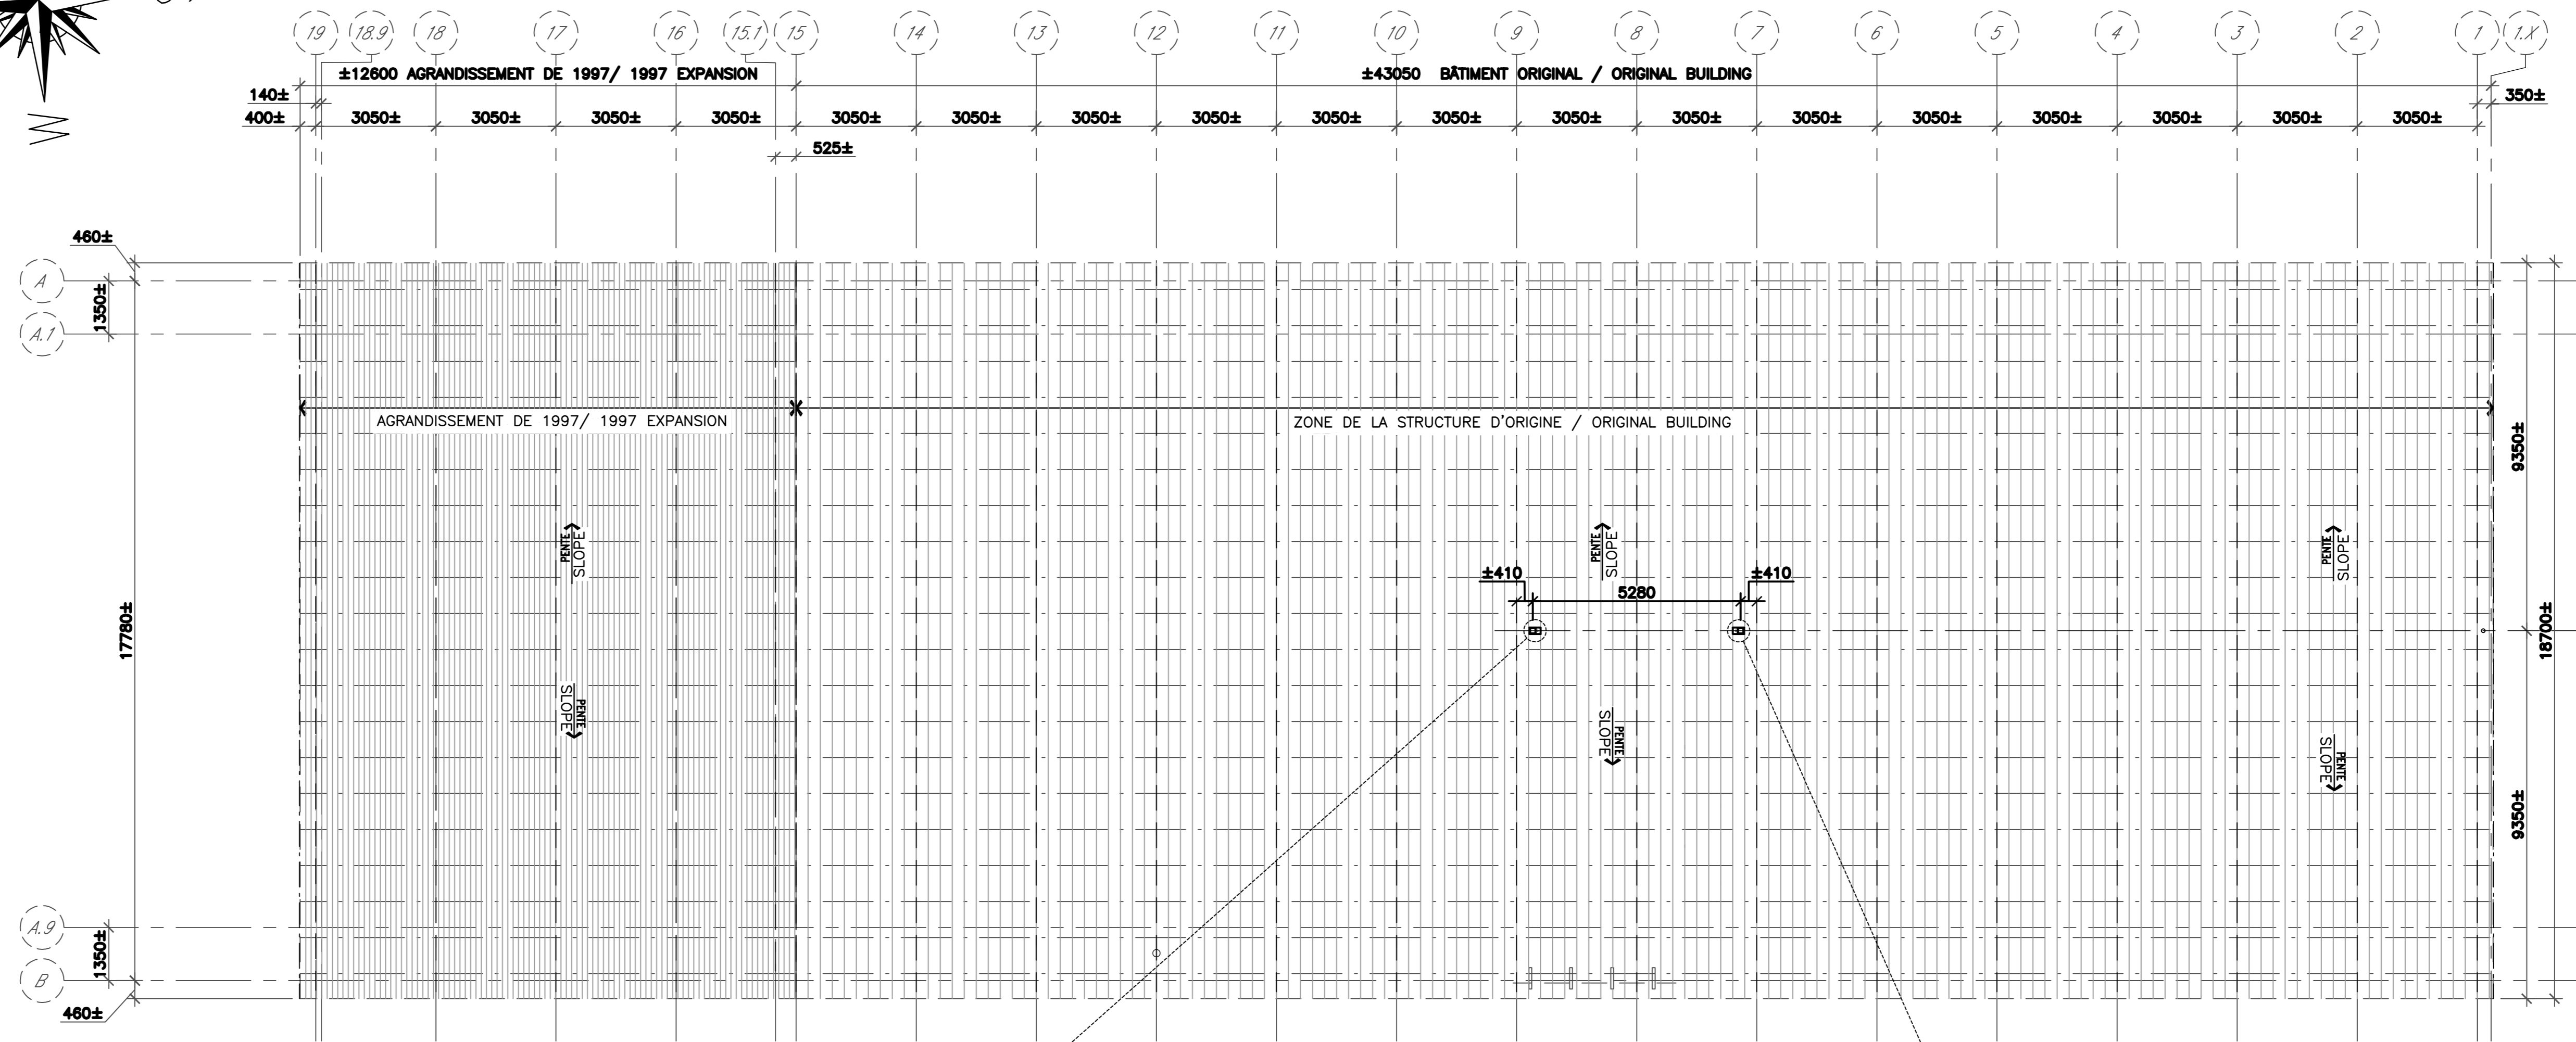 19 18.9 18 17 16 15.1 15 14 13 12 11 10 9 8 7 6 5 4 3 2 1 1.X
±12600 AGRANDISSEMENT DE 1997/ 1997 EXPANSION
±43050 BÂTIMENT ORIGINAL / ORIGINAL BUILDING
140±
350±
400± 3050± 3050± 3050± 3050± 3050± 3050± 3050± 3050± 3050± 3050± 3050± 3050± 3050± 3050± 3050± 3050± 3050± 3050±
525±
W
460±
A
1350±
A.1
AGRANDISSEMENT DE 1997/ 1997 EXPANSION
ZONE DE LA STRUCTURE D'ORIGINE / ORIGINAL BUILDING
9350±
PENTE
SLOPE
PENTE
SLOPE
PENTE
SLOPE
±410
5280
±410
17780±
18700±
PENTE
SLOPE
PENTE
SLOPE
PENTE
SLOPE
9350±
A.9
1350±
B
460±